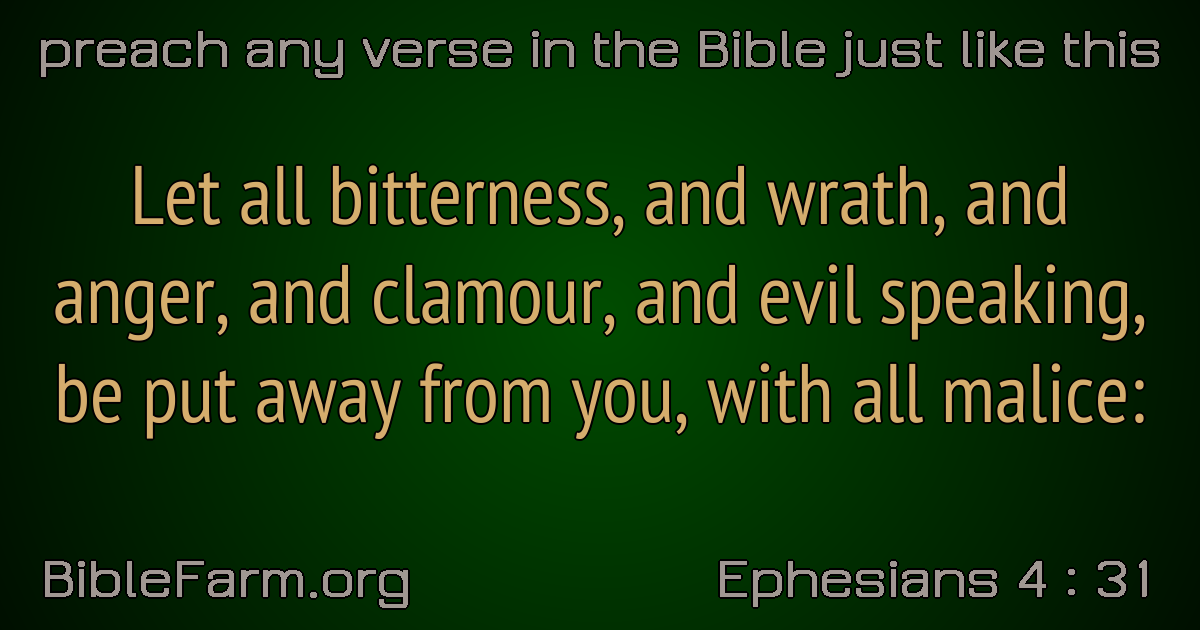 preach any verse in the Bible just like this
Let all bitterness, and wrath, and
anger, and clamour, and evil speaking,
be put away from you, with all malice:
BibleFarm.org
Ephesians 4 : 31